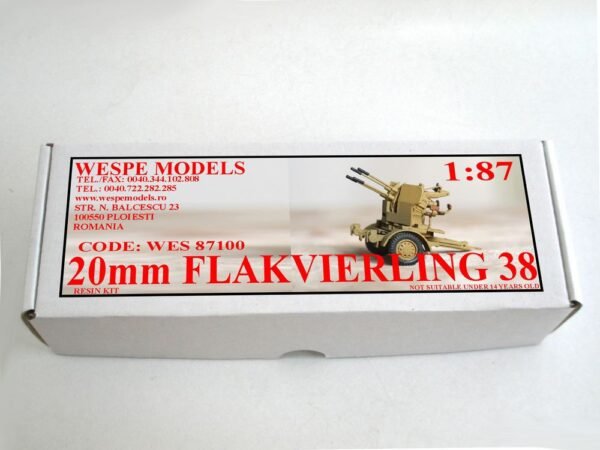 WESPE MODELS
1:87
TEL./FAX: 0040.344.102.808
TEL.: 0040.722.282.285
www.wespemodels.ro
STR. N. BALCESCU 23
100550 PLOIESTI
ROMANIA
CODE: WES 87100
20mm FLAKVIERLING 38
RESIN KIT
NOT SUITABLE UNDER 14 YEARS OLD